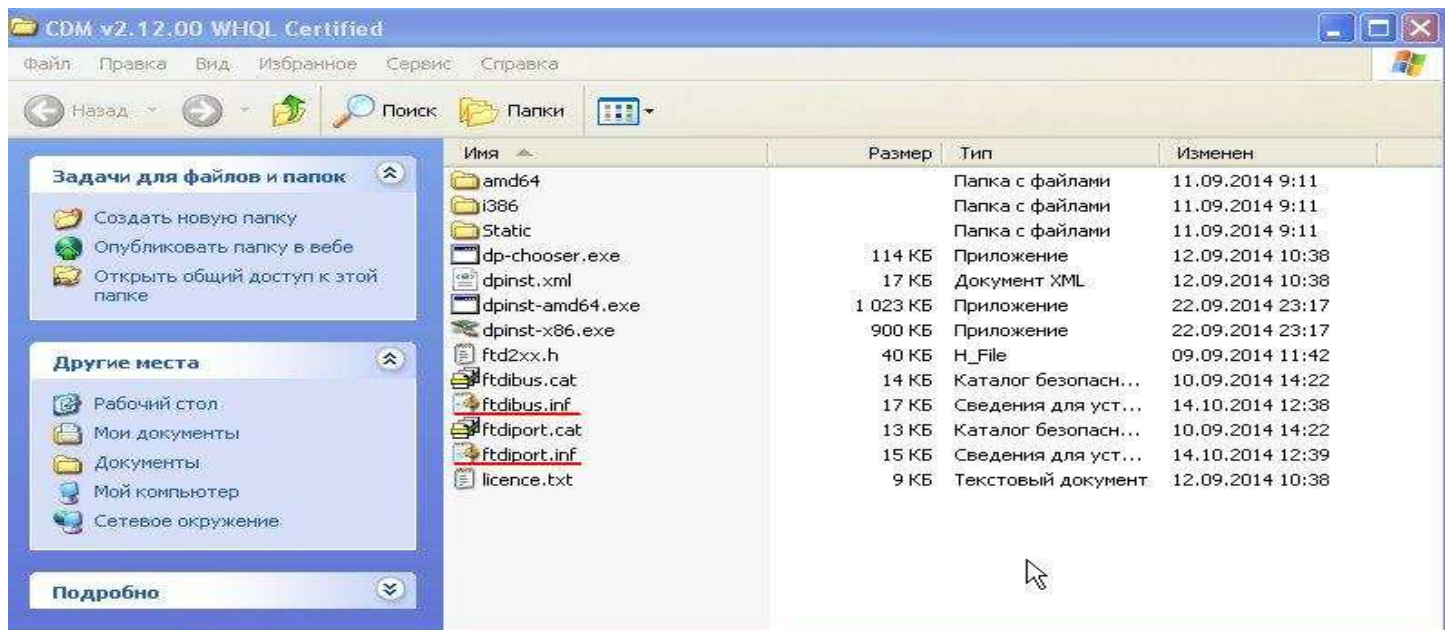 CDM v2.12.00 WHQL Certified
Файл Правка Вид Избранное Сервис Справка
Назад Поиск Папки
Имя Размер Тип Изменен
Задачи для файлов и папок
Создать новую папку
Опубликовать папку в вебе
Открыть общий доступ к этой
папке
Другие места
Рабочий стол
Мои документы
Документы
Мой компьютер
Сетевое окружение
Подробно
amd64 Папка с файлами 11.09.2014 9:11
i386 Папка с файлами 11.09.2014 9:11
Static Папка с файлами 11.09.2014 9:11
dp-chooser.exe 114 КБ Приложение 12.09.2014 10:38
dpinst.xml 17 КБ Документ XML 12.09.2014 10:38
dpinst-amd64.exe 1 023 КБ Приложение 22.09.2014 23:17
dpinst-x86.exe 900 КБ Приложение 22.09.2014 23:17
ftd2xx.h 40 КБ H_File 09.09.2014 11:42
ftdibus.cat 14 КБ Каталог безопасн... 10.09.2014 14:22
ftdibus.inf 17 КБ Сведения для уст... 14.10.2014 12:38
ftdiport.cat 13 КБ Каталог безопасн... 10.09.2014 14:22
ftdiport.inf 15 КБ Сведения для уст... 14.10.2014 12:39
licence.txt 9 КБ Текстовый документ 12.09.2014 10:38